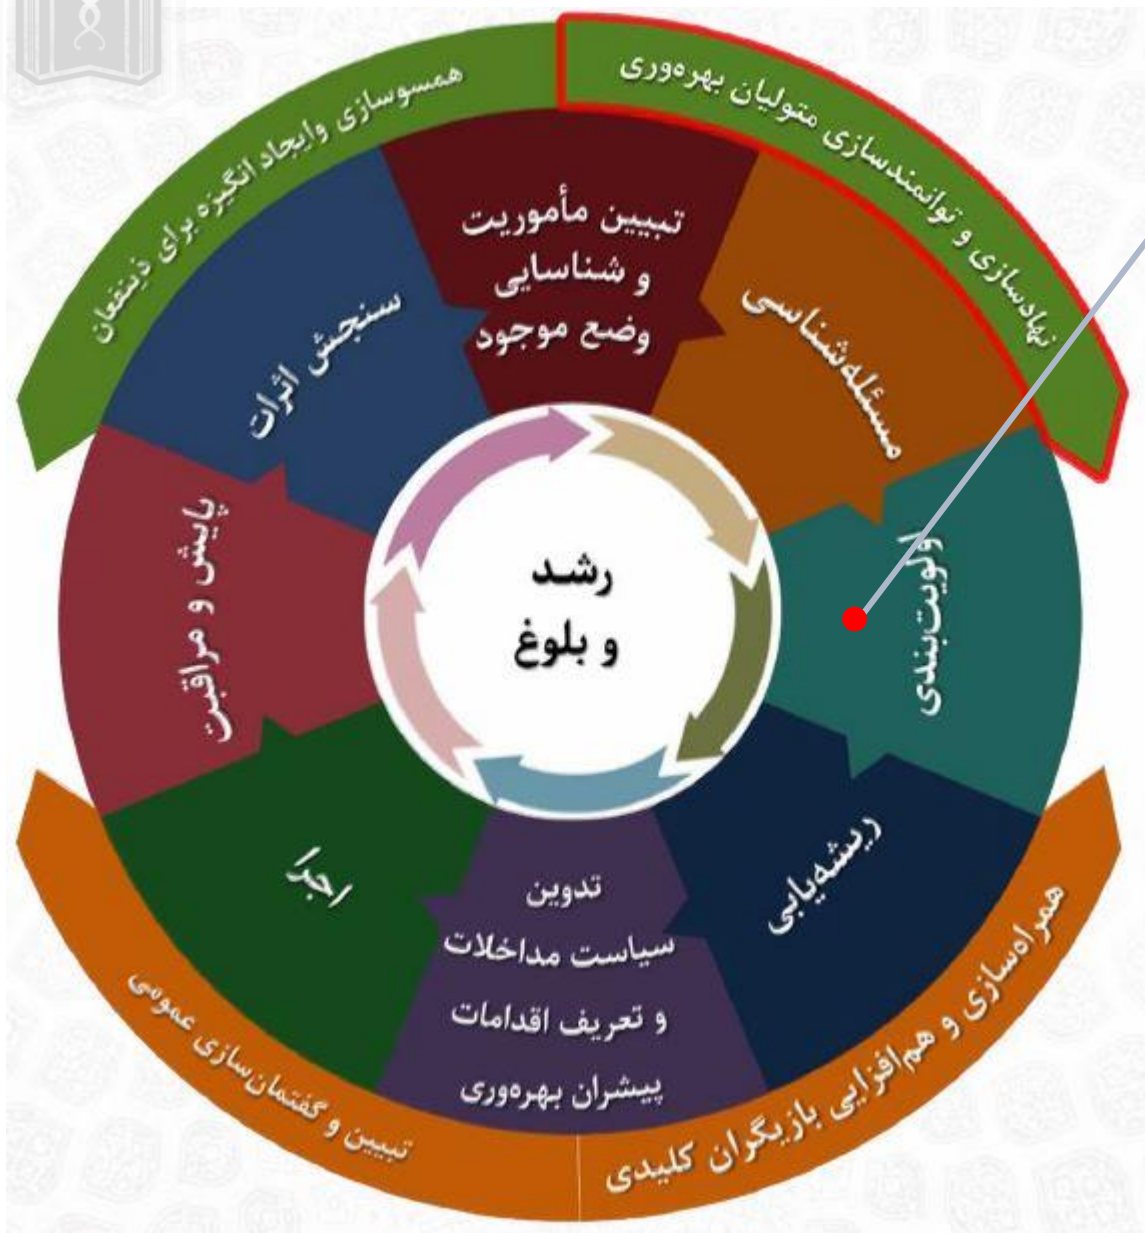 همسوسازی وایجاد انگیزه برای ذینفعان
نهادسازی و توانمندسازی متولیان بهره‌وری
تبیین مأموریت
و شناسایی
وضع موجود
مسئله‌شناسی
اولویت‌بندی
ریشه‌یابی
تدوین
سیاست مداخلات
و تعریف اقدامات
پیشران بهره‌وری
اجرا
پایش و مراقبت
سنجش اثرات
رشد
و بلوغ
همراه‌سازی و هم‌افزایی بازیگران کلیدی
تبیین و گفتمان‌سازی عمومی